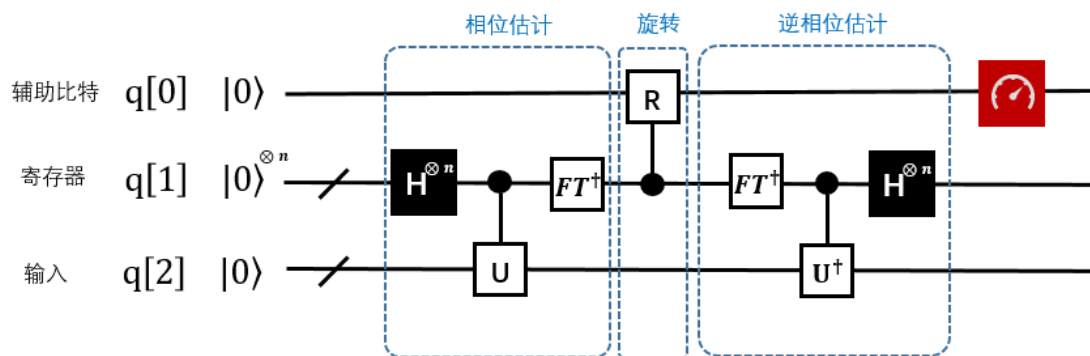 相位估计 旋转 逆相位估计
辅助比特 q[0] |0⟩ R
寄存器 q[1] |0⟩^{⊗ n} H^{⊗ n} FT† FT† H^{⊗ n}
输入 q[2] |0⟩ U U†